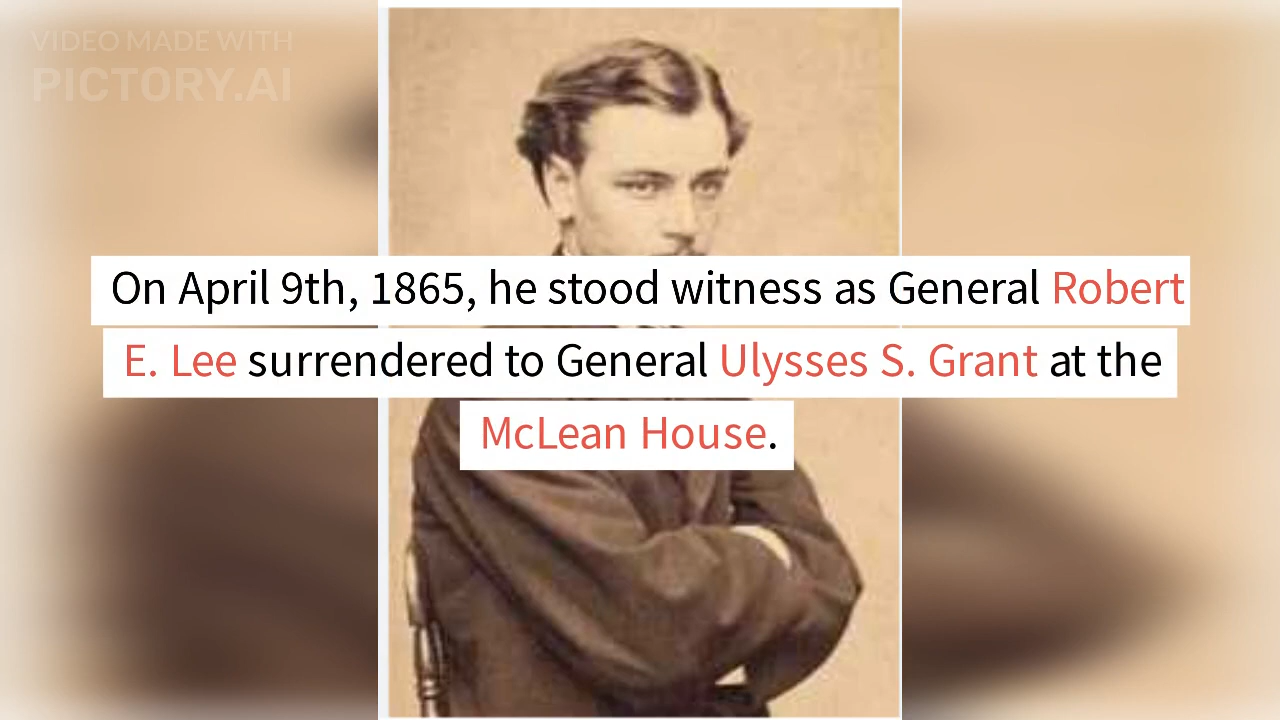 VIDEO MADE WITH
PICTORY.AI
On April 9th, 1865, he stood witness as General Robert
E. Lee surrendered to General Ulysses S. Grant at the
McLean House.